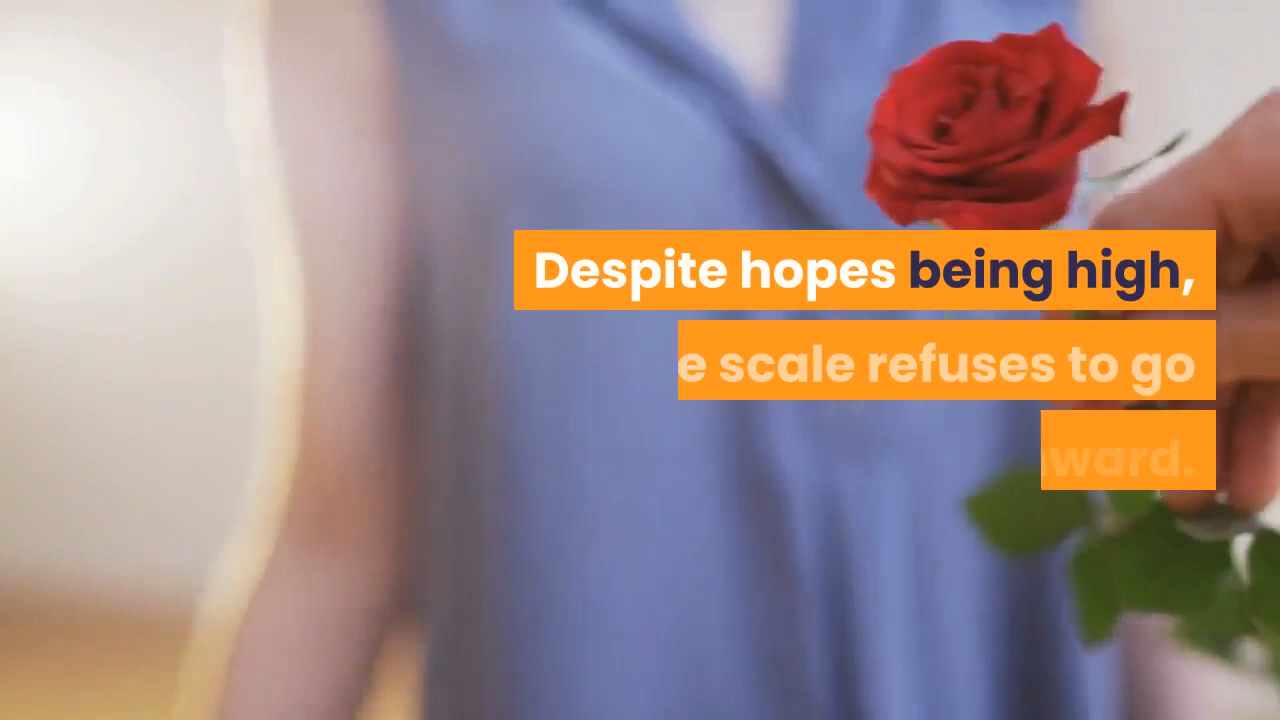 Despite hopes being high,
scale refuses to go